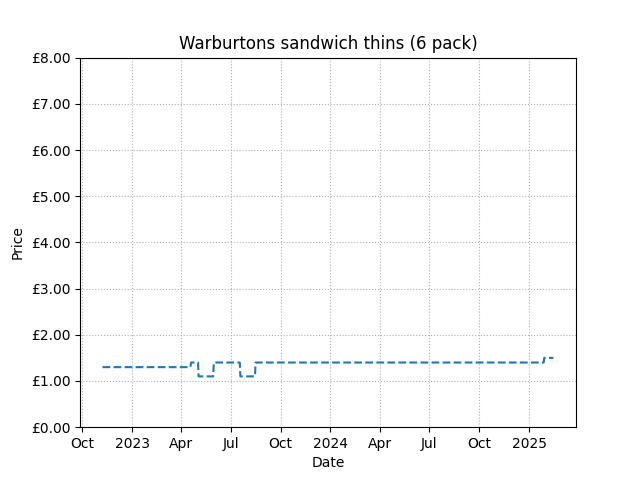 Warburtons sandwich thins (6 pack)
£8.00
£7.00
£6.00
£5.00
£4.00
£3.00
£2.00
£1.00
£0.00
Price
Oct 2023 Apr Jul Oct 2024 Apr Jul Oct 2025
Date